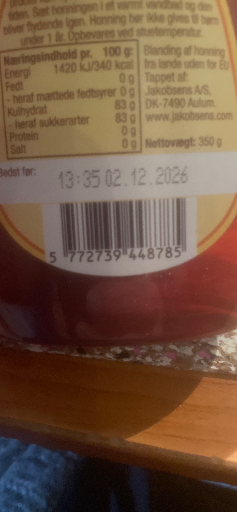 tiden. Sæt honningen i et varmt vandbad og den
bliver flydende igen. Honning bør ikke gives til børn
under 1 år. Opbevares ved stuetemperatur.
Næringsindhold pr. 100 g:
Energi 1420 kJ/340 kcal
Fedt 0 g
- heraf mættede fedtsyrer 0 g
Kulhydrat 83 g
- heraf sukkerarter 83 g
Protein 0 g
Salt 0 g
Blanding af honning
fra lande uden for EU
Tappet af:
Jakobsens A/S,
DK-7490 Aulum.
www.jakobsens.com
Nettovægt: 350 g
Bedst før:
13:35 02.12.2026
5 772739 448785